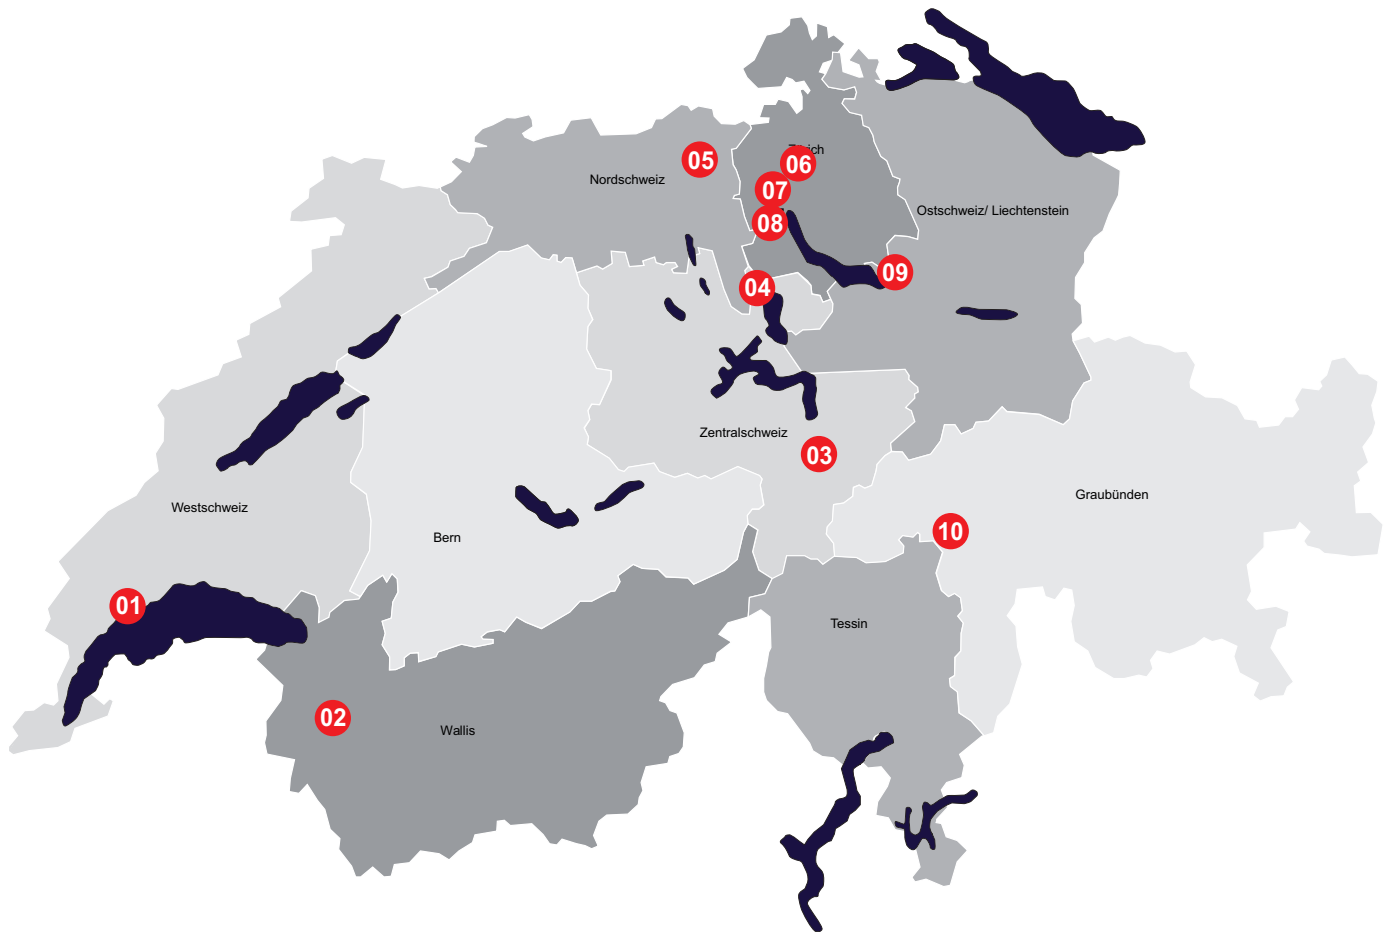 05
06
Nordschweiz
07
Ostschweiz/ Liechtenstein
08
09
04
Zentralschweiz
03
Graubünden
Westschweiz
10
Bern
01
Tessin
02
Wallis